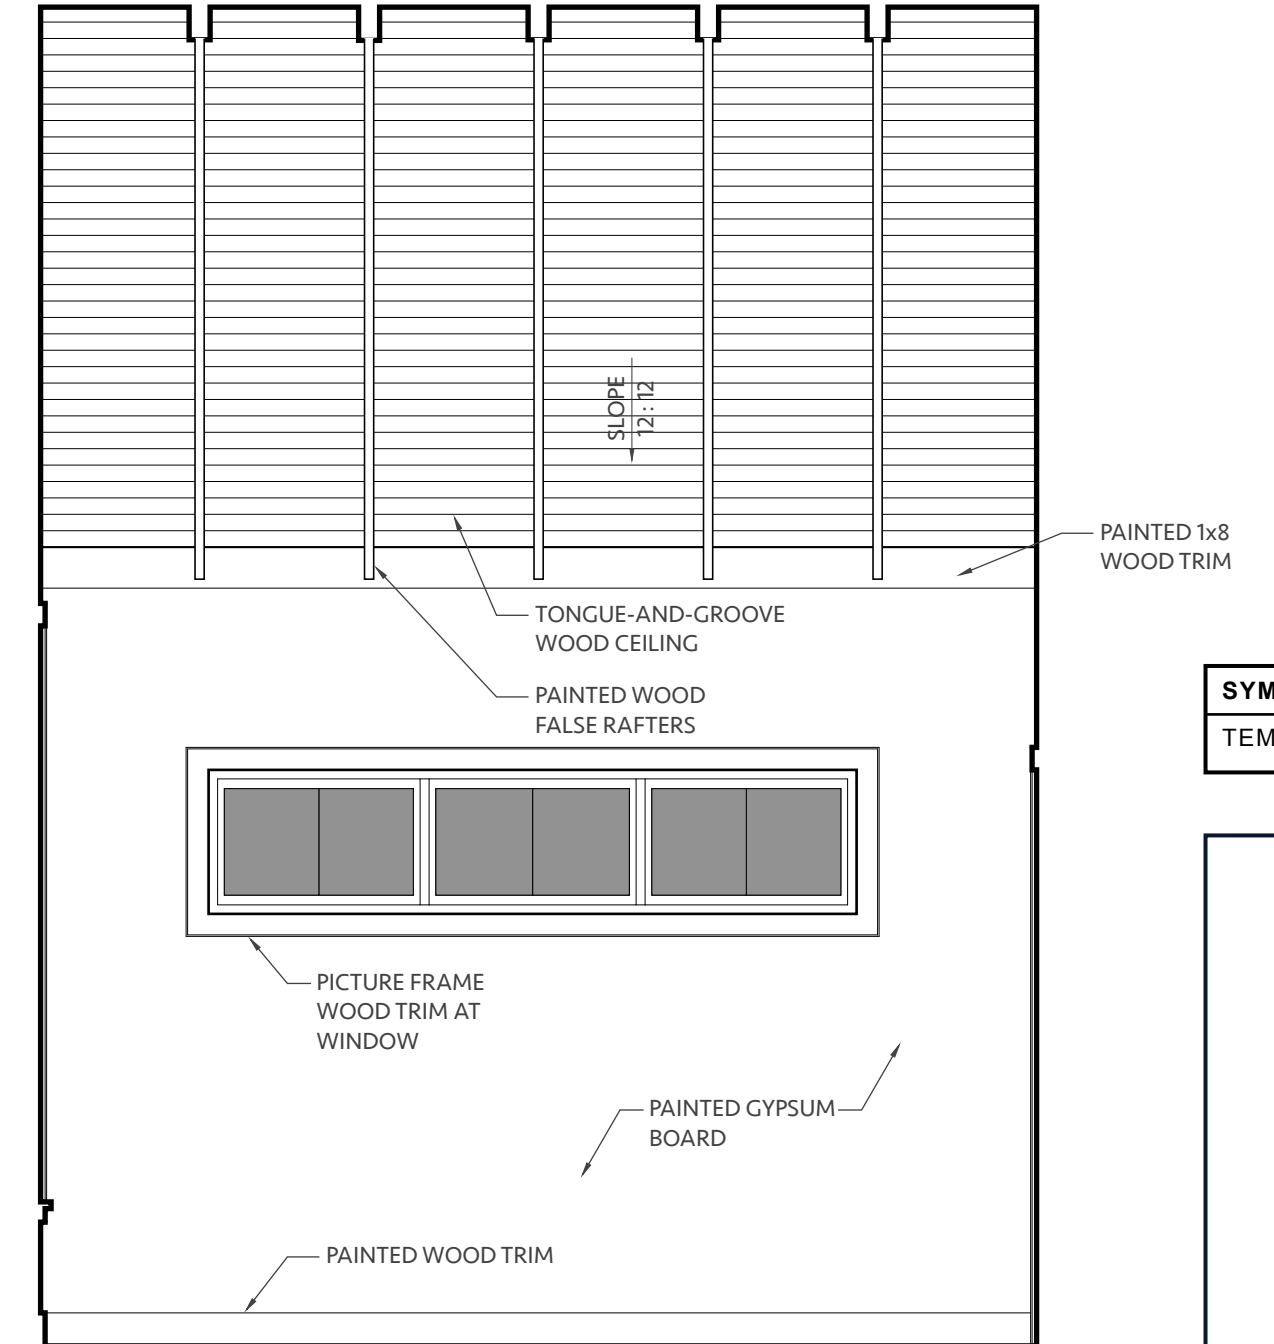 SLOPE
12 : 12
PAINTED 1x8
WOOD TRIM
TONGUE-AND-GROOVE
WOOD CEILING
PAINTED WOOD
FALSE RAFTERS
SYM
TEM
PICTURE FRAME
WOOD TRIM AT
WINDOW
PAINTED GYPSUM
BOARD
PAINTED WOOD TRIM